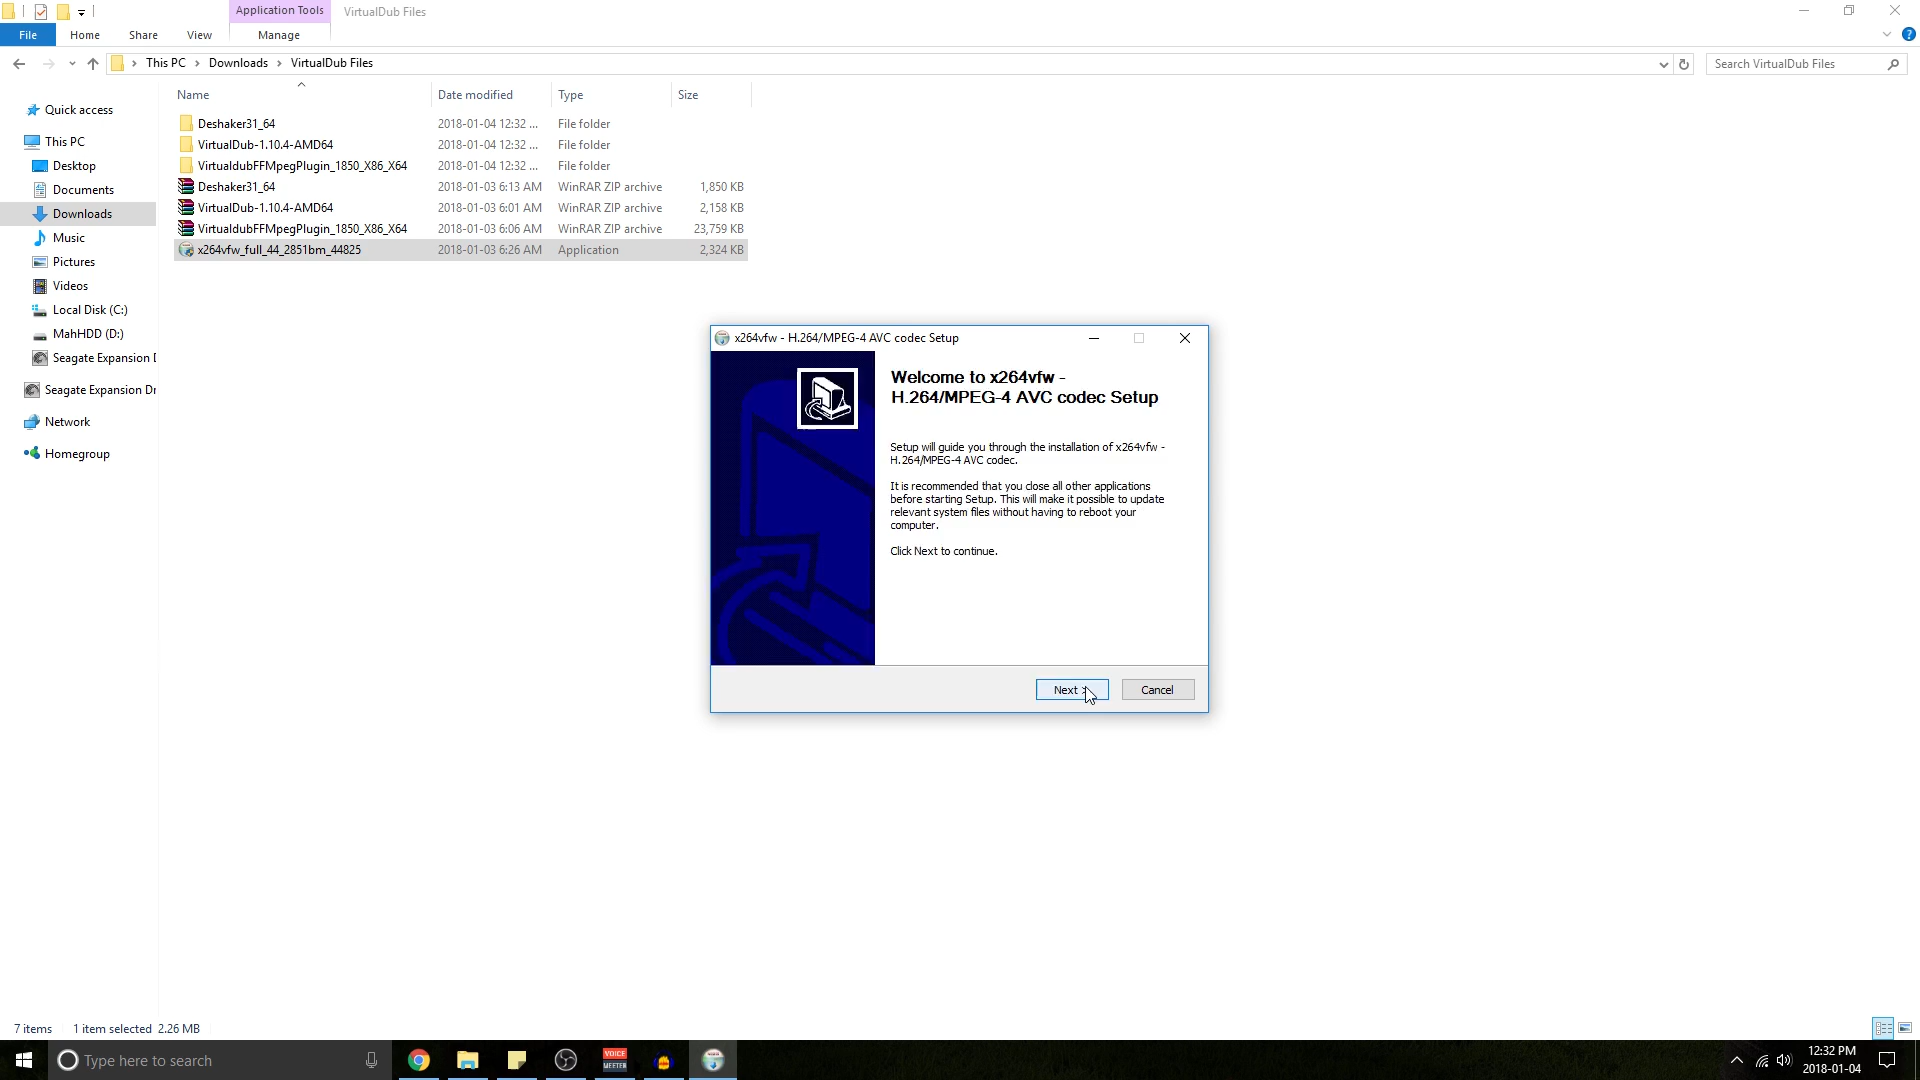 Application Tools
VirtualDub Files
File
Home
Share
View
Manage
This PC
Downloads
VirtualDub Files
Search VirtualDub Files
Name
Date modified
Type
Size
Quick access
This PC
Desktop
Documents
Downloads
Music
Pictures
Videos
Local Disk (C:)
MahHDD (D:)
Seagate Expansion D
Seagate Expansion Dr
Network
Homegroup
Deshaker31_64 2018-01-04 12:32 ... File folder
VirtualDub-1.10.4-AMD64 2018-01-04 12:32 ... File folder
VirtualdubFFMpegPlugin_1850_X86_X64 2018-01-04 12:32 ... File folder
Deshaker31_64 2018-01-03 6:13 AM WinRAR ZIP archive 1,850 KB
VirtualDub-1.10.4-AMD64 2018-01-03 6:01 AM WinRAR ZIP archive 2,158 KB
VirtualdubFFMpegPlugin_1850_X86_X64 2018-01-03 6:06 AM WinRAR ZIP archive 23,759 KB
x264vfw_full_44_2851bm_44825 2018-01-03 6:26 AM Application 2,324 KB
x264vfw - H.264/MPEG-4 AVC codec Setup
Welcome to x264vfw -
H.264/MPEG-4 AVC codec Setup
Setup will guide you through the installation of x264vfw -
H.264/MPEG-4 AVC codec.
It is recommended that you close all other applications
before starting Setup. This will make it possible to update
relevant system files without having to reboot your
computer.
Click Next to continue.
Next >
Cancel
7 items
1 item selected 2.26 MB
Type here to search
VOICE
MEETER
12:32 PM
2018-01-04